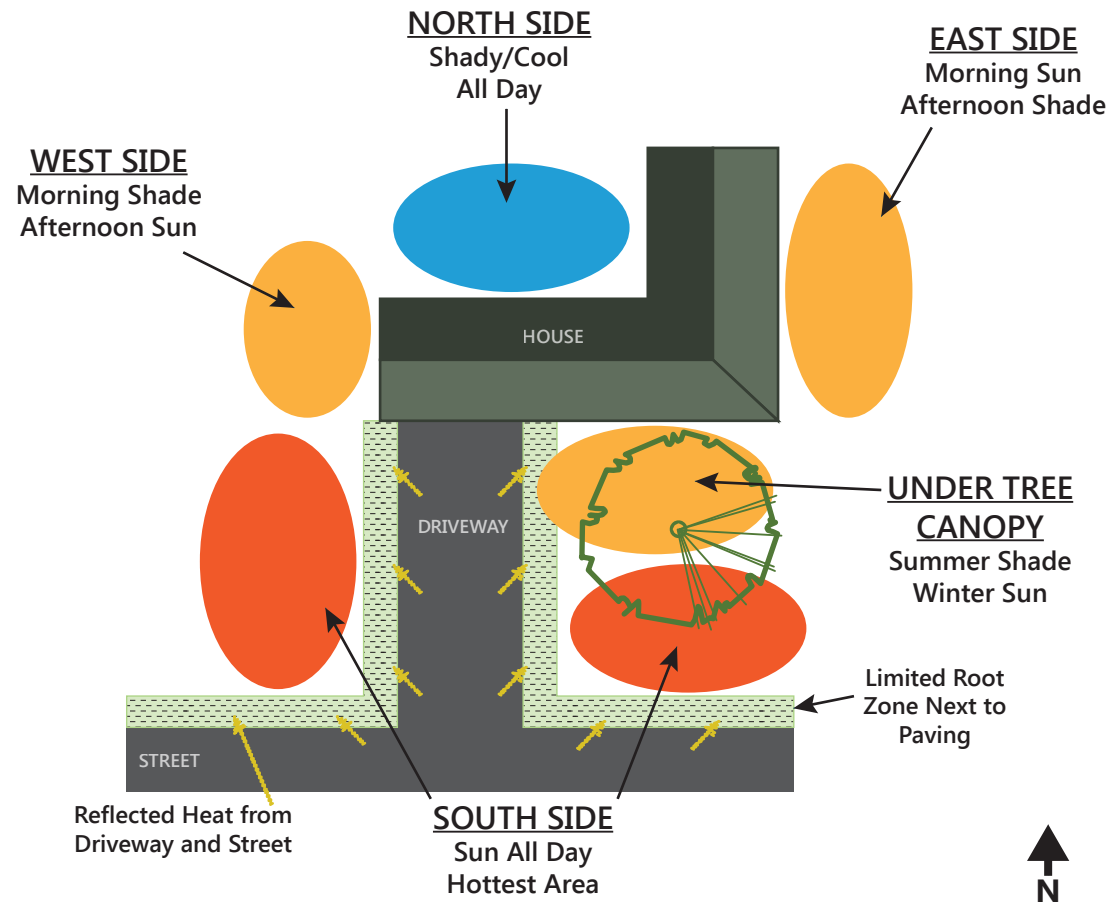 NORTH SIDE
Shady/Cool
All Day
EAST SIDE
Morning Sun
Afternoon Shade
WEST SIDE
Morning Shade
Afternoon Sun
HOUSE
DRIVEWAY
UNDER TREE
CANOPY
Summer Shade
Winter Sun
Limited Root
Zone Next to
Paving
STREET
Reflected Heat from
Driveway and Street
SOUTH SIDE
Sun All Day
Hottest Area
N